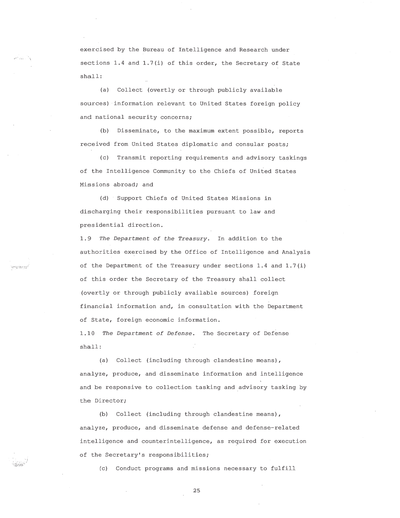 exercised by the Bureau of Intelligence and Research under
sections 1.4 and 1.7(i) of this order, the Secretary of State
shall:
(a) Collect (overtly or through publicly available
sources) information relevant to United States foreign policy
and national security concerns;
(b) Disseminate, to the maximum extent possible, reports
received from United States diplomatic and consular posts;
(c) Transmit reporting requirements and advisory taskings
of the Intelligence Community to the Chiefs of United States
Missions abroad; and
(d) Support Chiefs of United States Missions in
discharging their responsibilities pursuant to law and
presidential direction.
1.9 The Department of the Treasury. In addition to the
authorities exercised by the Office of Intelligence and Analysis
of the Department of the Treasury under sections 1.4 and 1.7(i)
of this order the Secretary of the Treasury shall collect
(overtly or through publicly available sources) foreign
financial information and, in consultation with the Department
of State, foreign economic information.
1.10 The Department of Defense. The Secretary of Defense
shall:
(a) Collect (including through clandestine means),
analyze, produce, and disseminate information and intelligence
and be responsive to collection tasking and advisory tasking by
the Director;
(b) Collect (including through clandestine means),
analyze, produce, and disseminate defense and defense-related
intelligence and counterintelligence, as required for execution
of the Secretary's responsibilities;
(c) Conduct programs and missions necessary to fulfill
25